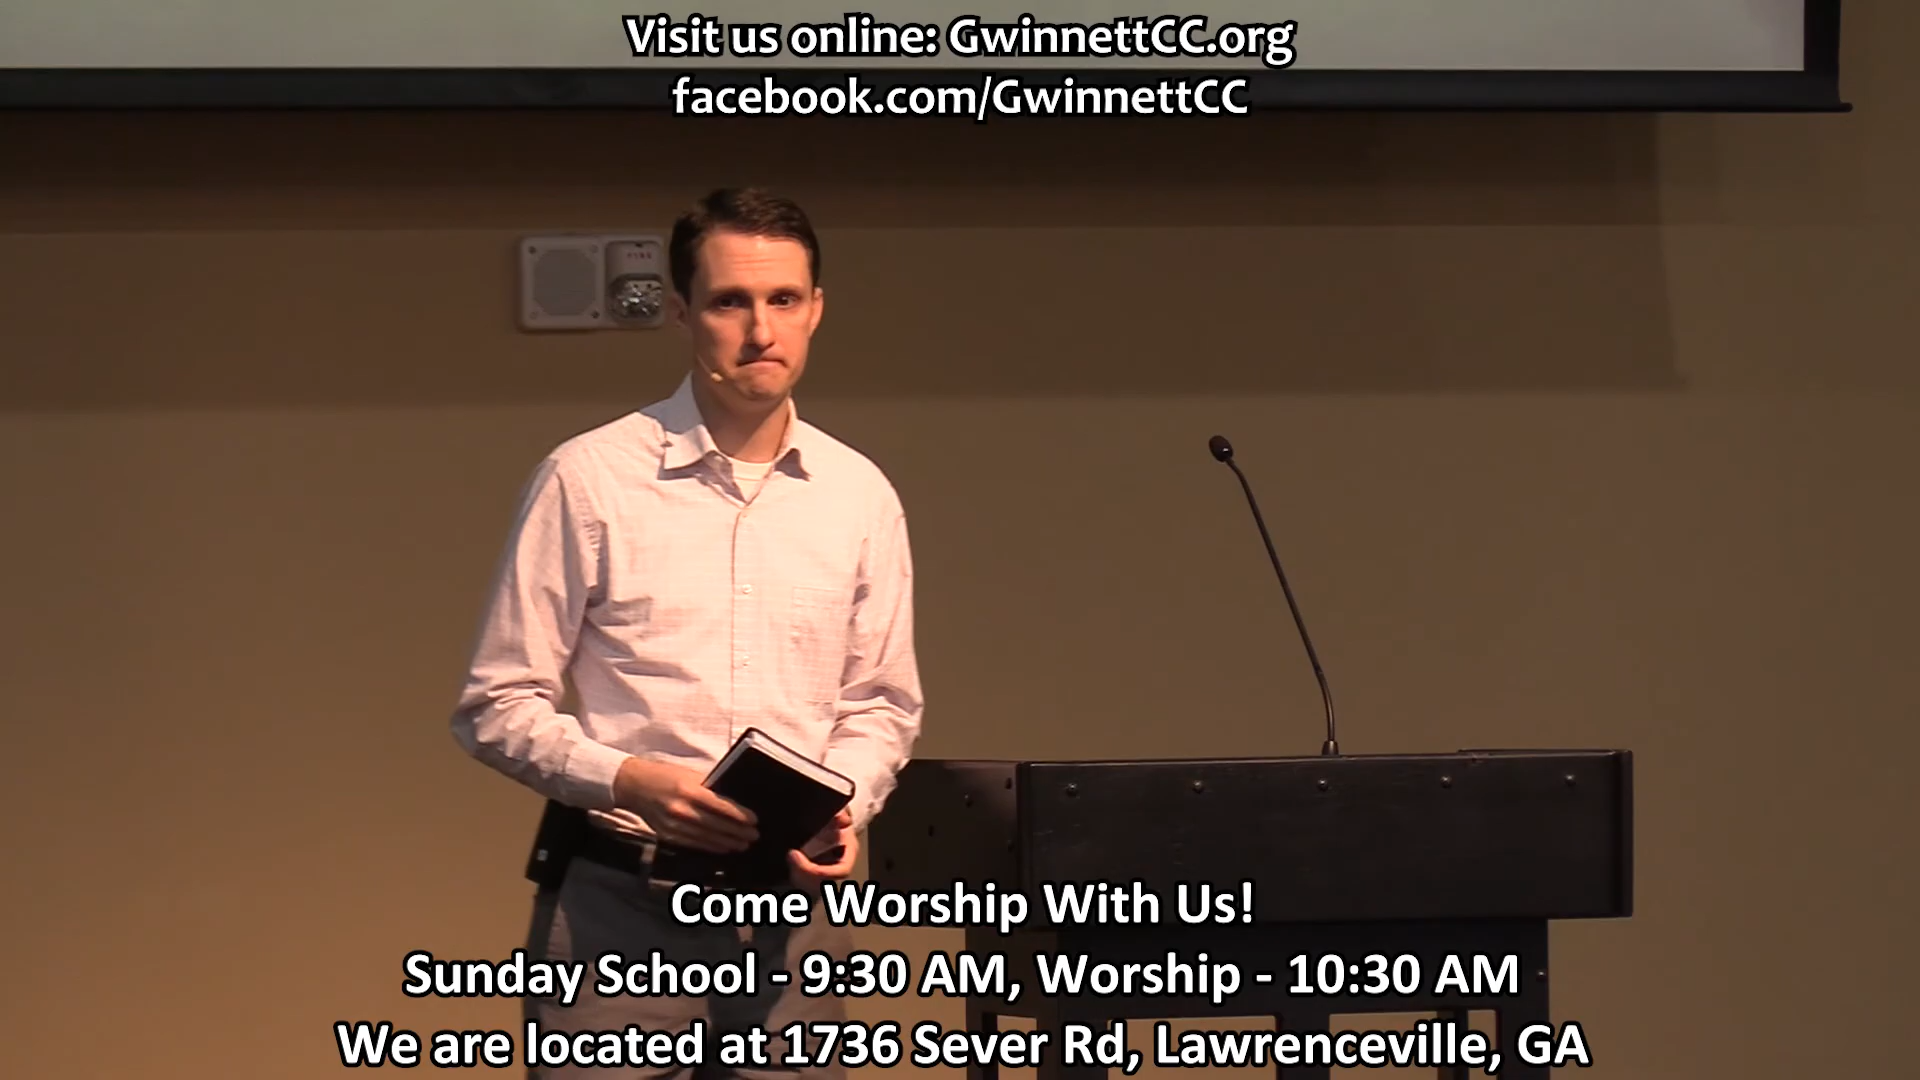 Visit us online: GwinnettCC.org
facebook.com/GwinnettCC
FIRE
Come Worship With Us!
Sunday School - 9:30 AM, Worship - 10:30 AM
We are located at 1736 Sever Rd, Lawrenceville, GA